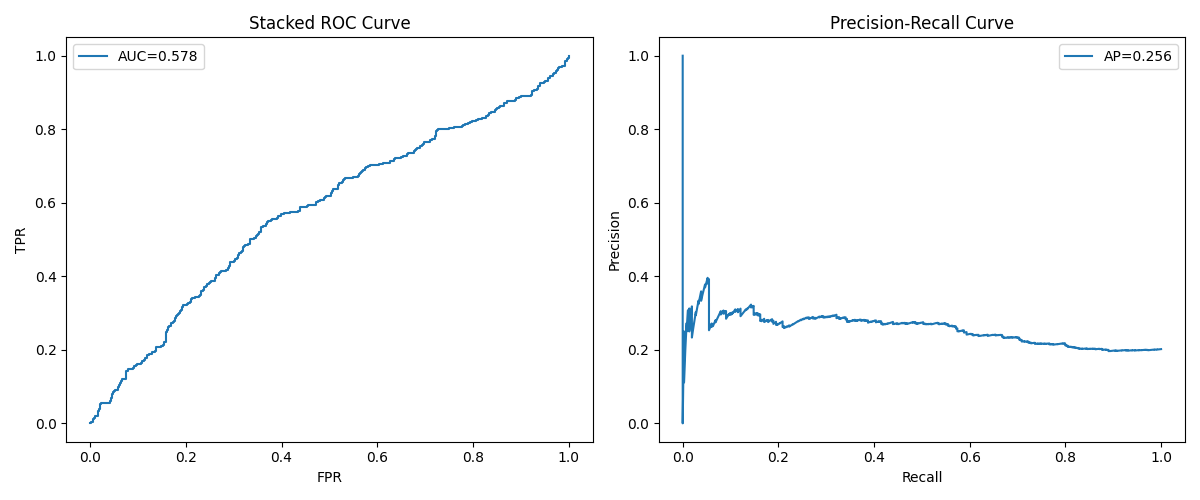 Stacked ROC Curve
AUC=0.578
1.0
0.8
0.6
0.4
0.2
0.0
TPR
0.0 0.2 0.4 0.6 0.8 1.0
FPR
Precision-Recall Curve
AP=0.256
1.0
0.8
0.6
0.4
0.2
0.0
Precision
0.0 0.2 0.4 0.6 0.8 1.0
Recall